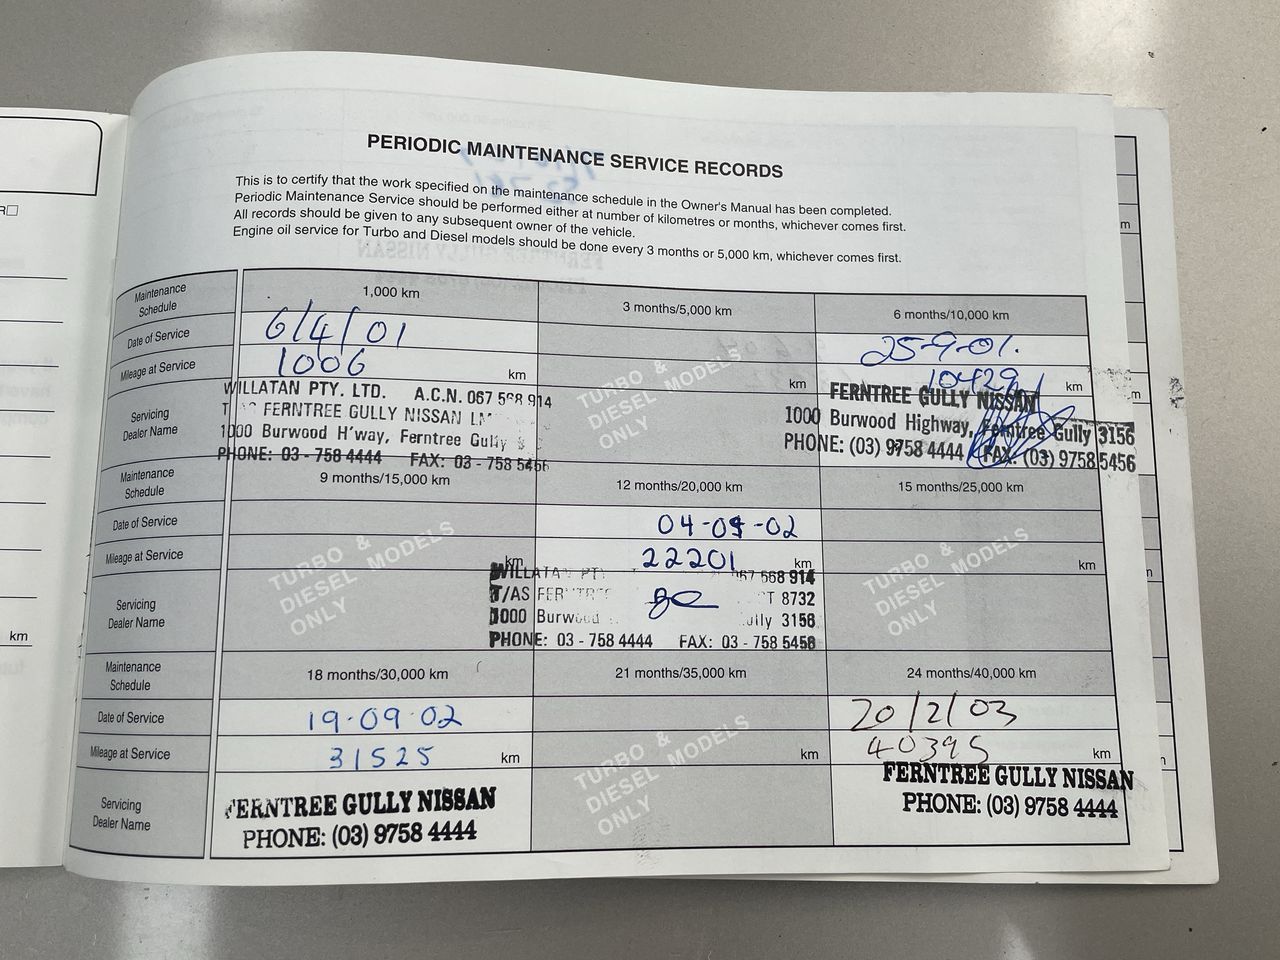 PERIODIC MAINTENANCE SERVICE RECORDS
This is to certify that the work specified on the maintenance schedule in the Owner's Manual has been completed.
Periodic Maintenance Service should be performed either at number of kilometres or months, whichever comes first.
All records should be given to any subsequent owner of the vehicle.
Engine oil service for Turbo and Diesel models should be done every 3 months or 5,000 km, whichever comes first.
Maintenance Schedule 1,000 km 3 months/5,000 km 6 months/10,000 km
Date of Service 6/4/01 25-9-01.
Mileage at Service 1006 km km 10429 km
Servicing Dealer Name
WILLATAN PTY. LTD. A.C.N. 067 568 914
FERNTREE GULLY NISSAN
1000 Burwood H'way, Ferntree Gully
PHONE: 03 - 758 4444 FAX: 03 - 758 5456
TURBO & DIESEL MODELS ONLY
FERNTREE GULLY NISSAN
1000 Burwood Highway, Ferntree Gully 3156
PHONE: (03) 9758 4444 FAX: (03) 9758 5456
Maintenance Schedule 9 months/15,000 km 12 months/20,000 km 15 months/25,000 km
Date of Service 04-04-02
Mileage at Service km 22201 km km
Servicing Dealer Name
TURBO & DIESEL MODELS ONLY
WILLATAN 067 568 914
T/AS 8732
1000 Burwood 3156
PHONE: 03 - 758 4444 FAX: 03 - 758 5456
TURBO & DIESEL MODELS ONLY
Maintenance Schedule 18 months/30,000 km 21 months/35,000 km 24 months/40,000 km
Date of Service 19-09-02 20/2/03
Mileage at Service 31525 km km 40395 km
Servicing Dealer Name
FERNTREE GULLY NISSAN
PHONE: (03) 9758 4444
TURBO & DIESEL MODELS ONLY
FERNTREE GULLY NISSAN
PHONE: (03) 9758 4444
km